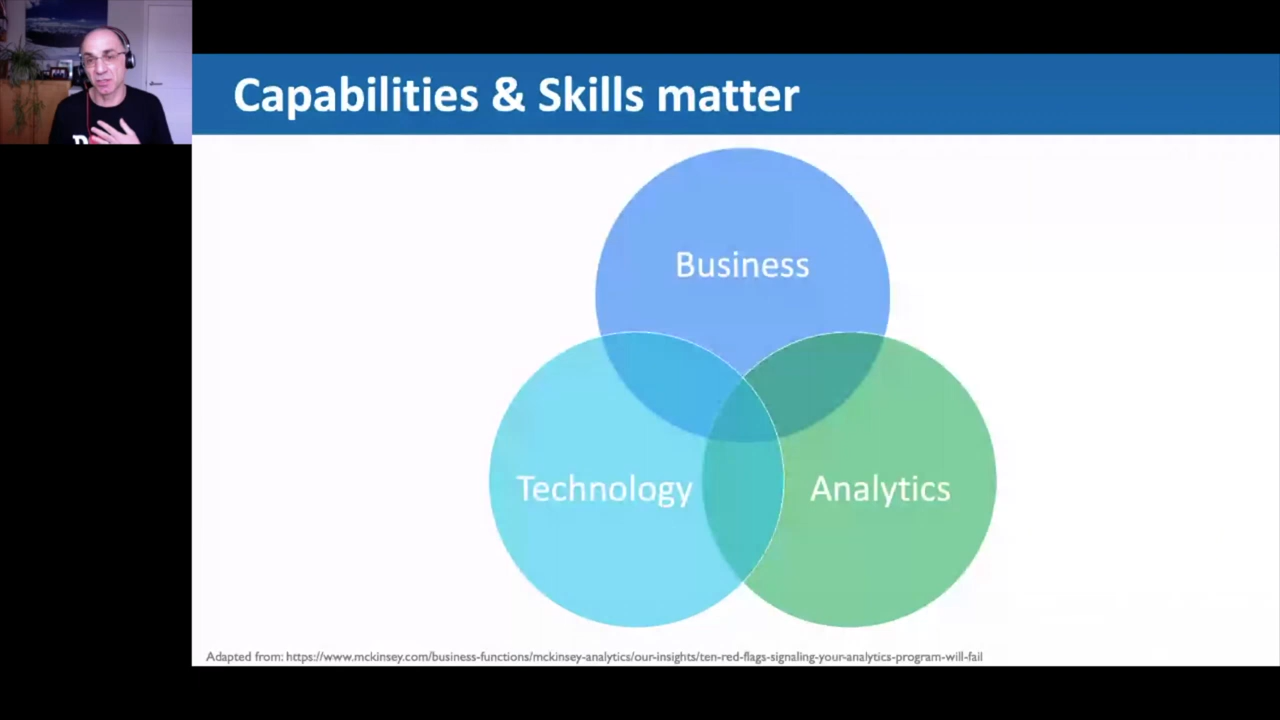 Capabilities & Skills matter
Business
Technology
Analytics
Adapted from: https://www.mckinsey.com/business-functions/mckinsey-analytics/our-insights/ten-red-flags-signaling-your-analytics-program-will-fail